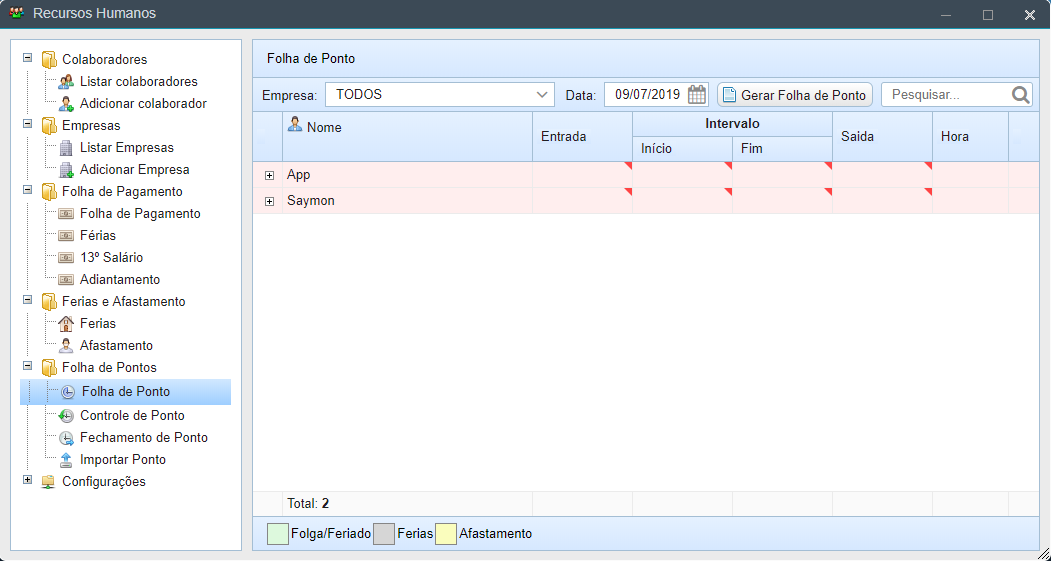 Recursos Humanos
Colaboradores
Listar colaboradores
Adicionar colaborador
Empresas
Listar Empresas
Adicionar Empresa
Folha de Pagamento
Folha de Pagamento
Férias
13º Salário
Adiantamento
Ferias e Afastamento
Ferias
Afastamento
Folha de Pontos
Folha de Ponto
Controle de Ponto
Fechamento de Ponto
Importar Ponto
Configurações
Folha de Ponto
Empresa: TODOS Data: 09/07/2019 Gerar Folha de Ponto Pesquisar...
Nome Entrada Intervalo Saida Hora
Início Fim
App
Saymon
Total: 2
Folga/Feriado Ferias Afastamento